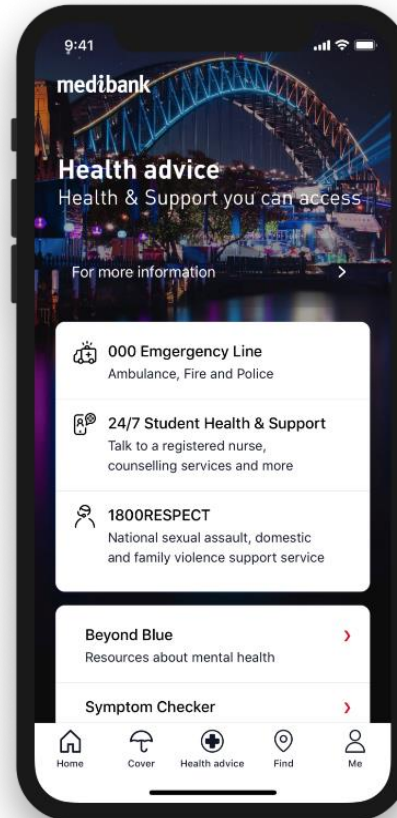 9:41
medibank
Health advice
Health & Support you can access
For more information
000 Emgergency Line
Ambulance, Fire and Police
24/7 Student Health & Support
Talk to a registered nurse,
counselling services and more
1800RESPECT
National sexual assault, domestic
and family violence support service
Beyond Blue
Resources about mental health
Symptom Checker
Home
Cover
Health advice
Find
Me